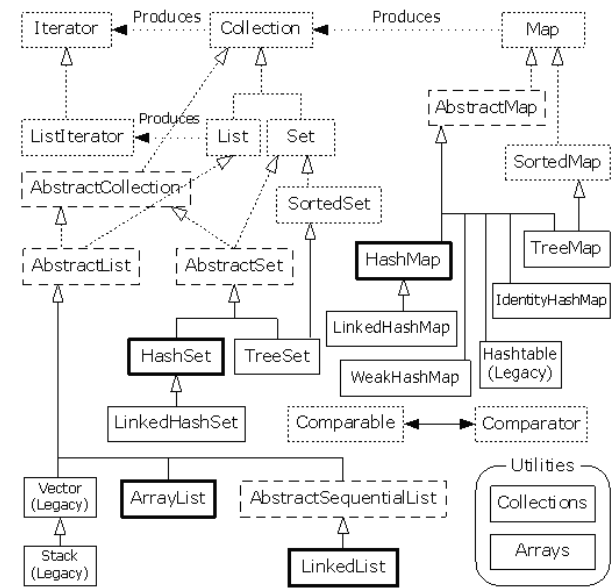 Iterator
Produces
Collection
Produces
Map
AbstractMap
ListIterator
Produces
List
Set
SortedMap
AbstractCollection
SortedSet
AbstractList
AbstractSet
HashMap
TreeMap
IdentityHashMap
LinkedHashMap
HashSet
TreeSet
Hashtable
(Legacy)
WeakHashMap
LinkedHashSet
Comparable
Comparator
Utilities
Vector
(Legacy)
ArrayList
AbstractSequentialList
Collections
Arrays
Stack
(Legacy)
LinkedList